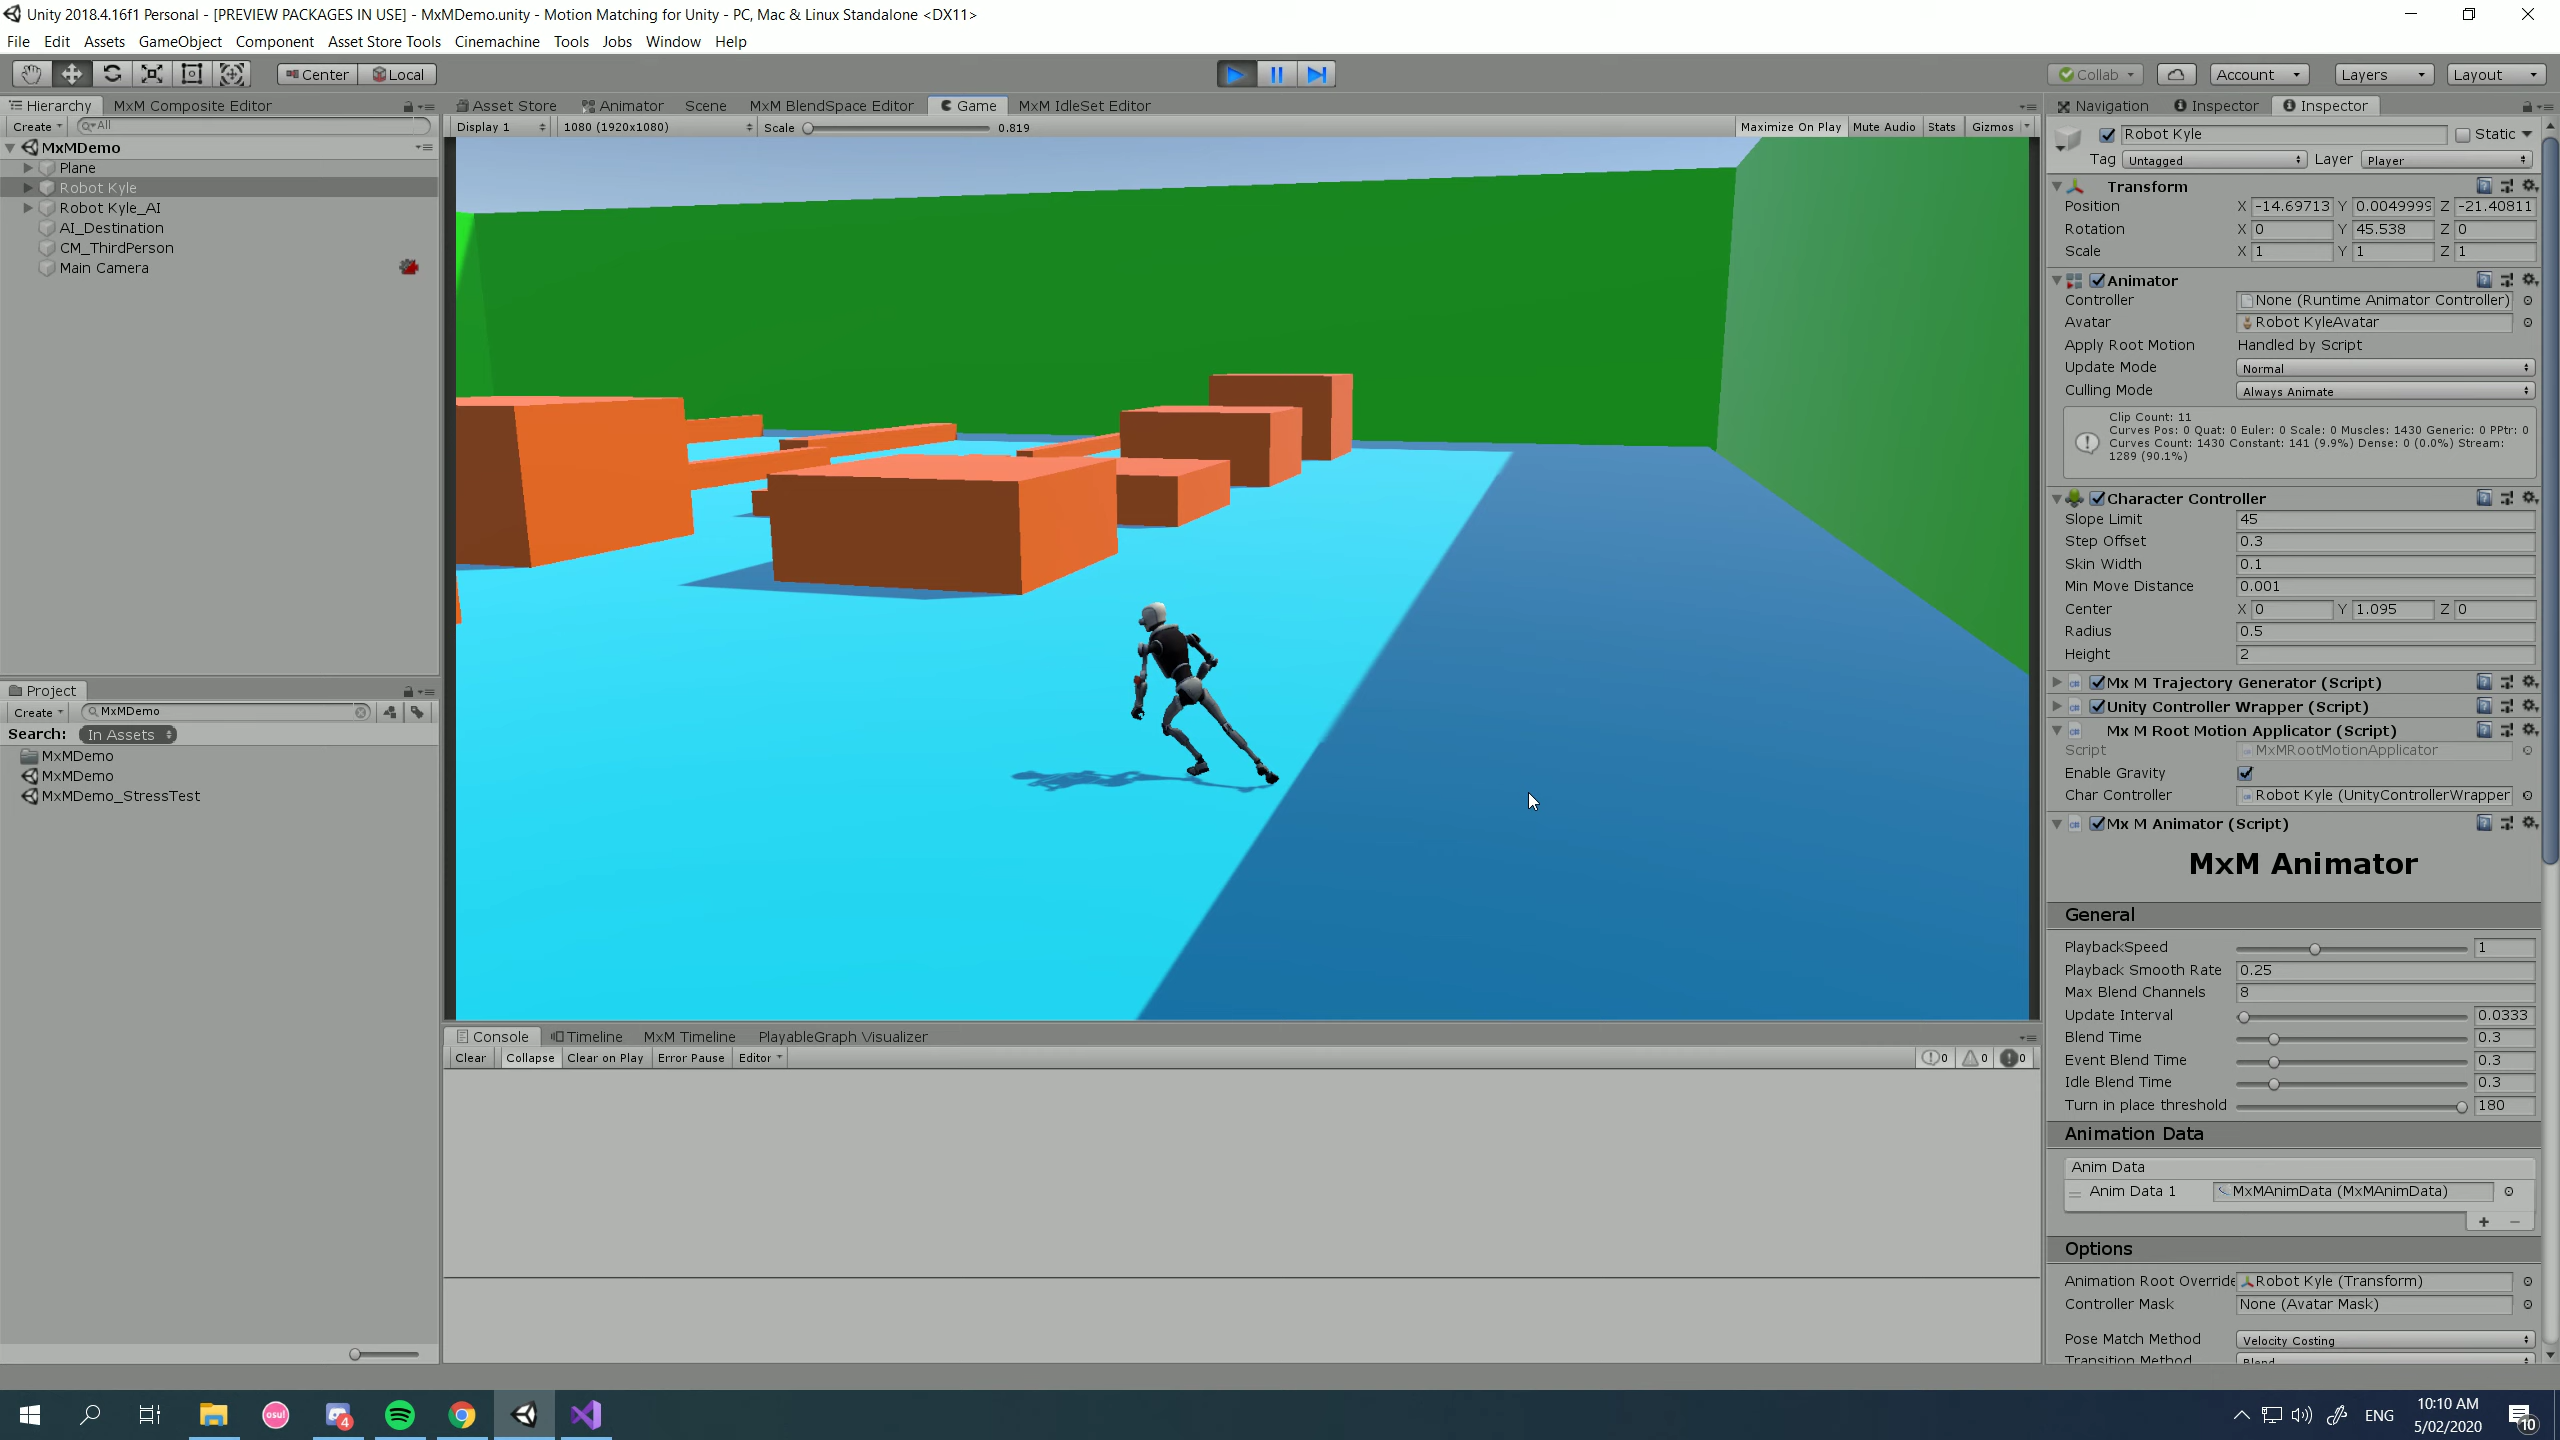 Unity 2018.4.16f1 Personal - [PREVIEW PACKAGES IN USE] - MxMDemo.unity - Motion Matching for Unity - PC, Mac & Linux Standalone <DX11>
File Edit Assets GameObject Component Asset Store Tools Cinemachine Tools Jobs Window Help
Center Local Collab Account Layers Layout
Hierarchy MxM Composite Editor
Create All
MxMDemo
Plane
Robot Kyle
Robot Kyle_AI
AI_Destination
CM_ThirdPerson
Main Camera
Project
Create MxMDemo
Search: In Assets
MxMDemo
MxMDemo
MxMDemo_StressTest
Asset Store Animator Scene MxM BlendSpace Editor Game MxM IdleSet Editor
Display 1 1080 (1920x1080) Scale 0.819 Maximize On Play Mute Audio Stats Gizmos
Console Timeline MxM Timeline PlayableGraph Visualizer
Clear Collapse Clear on Play Error Pause Editor 0 0 0
Navigation Inspector Inspector
Robot Kyle Static
Tag Untagged Layer Player
Transform
Position X -14.69713 Y 0.0049999 Z -21.40811
Rotation X 0 Y 45.538 Z 0
Scale X 1 Y 1 Z 1
Animator
Controller None (Runtime Animator Controller)
Avatar Robot KyleAvatar
Apply Root Motion Handled by Script
Update Mode Normal
Culling Mode Always Animate
Clip Count: 11
Curves Pos: 0 Quat: 0 Euler: 0 Scale: 0 Muscles: 1430 Generic: 0 PPtr: 0
Curves Count: 1430 Constant: 141 (9.9%) Dense: 0 (0.0%) Stream:
1289 (90.1%)
Character Controller
Slope Limit 45
Step Offset 0.3
Skin Width 0.1
Min Move Distance 0.001
Center X 0 Y 1.095 Z 0
Radius 0.5
Height 2
Mx M Trajectory Generator (Script)
Unity Controller Wrapper (Script)
Mx M Root Motion Applicator (Script)
Script MxMRootMotionApplicator
Enable Gravity
Char Controller Robot Kyle (UnityControllerWrapper
Mx M Animator (Script)
MxM Animator
General
PlaybackSpeed 1
Playback Smooth Rate 0.25
Max Blend Channels 8
Update Interval 0.0333
Blend Time 0.3
Event Blend Time 0.3
Idle Blend Time 0.3
Turn in place threshold 180
Animation Data
Anim Data
Anim Data 1 MxMAnimData (MxMAnimData)
Options
Animation Root Override Robot Kyle (Transform)
Controller Mask None (Avatar Mask)
Pose Match Method Velocity Costing
Transition Method Blend
osu! 4 ENG 10:10 AM
5/02/2020 10